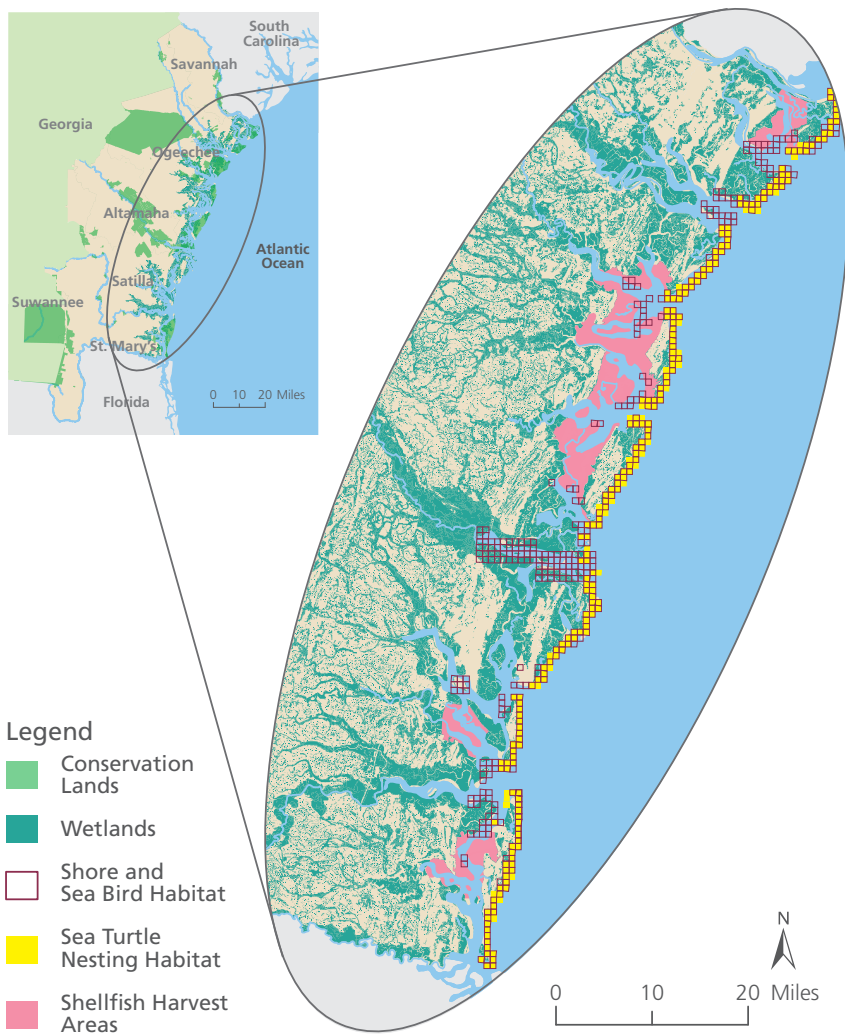 South
Carolina
Savannah
Georgia
Ogeechee
Altamaha
Atlantic
Ocean
Satilla
Suwannee
St. Mary's
Florida
0 10 20 Miles
Legend
Conservation
Lands
Wetlands
Shore and
Sea Bird Habitat
Sea Turtle
Nesting Habitat
Shellfish Harvest
Areas
N
0 10 20 Miles